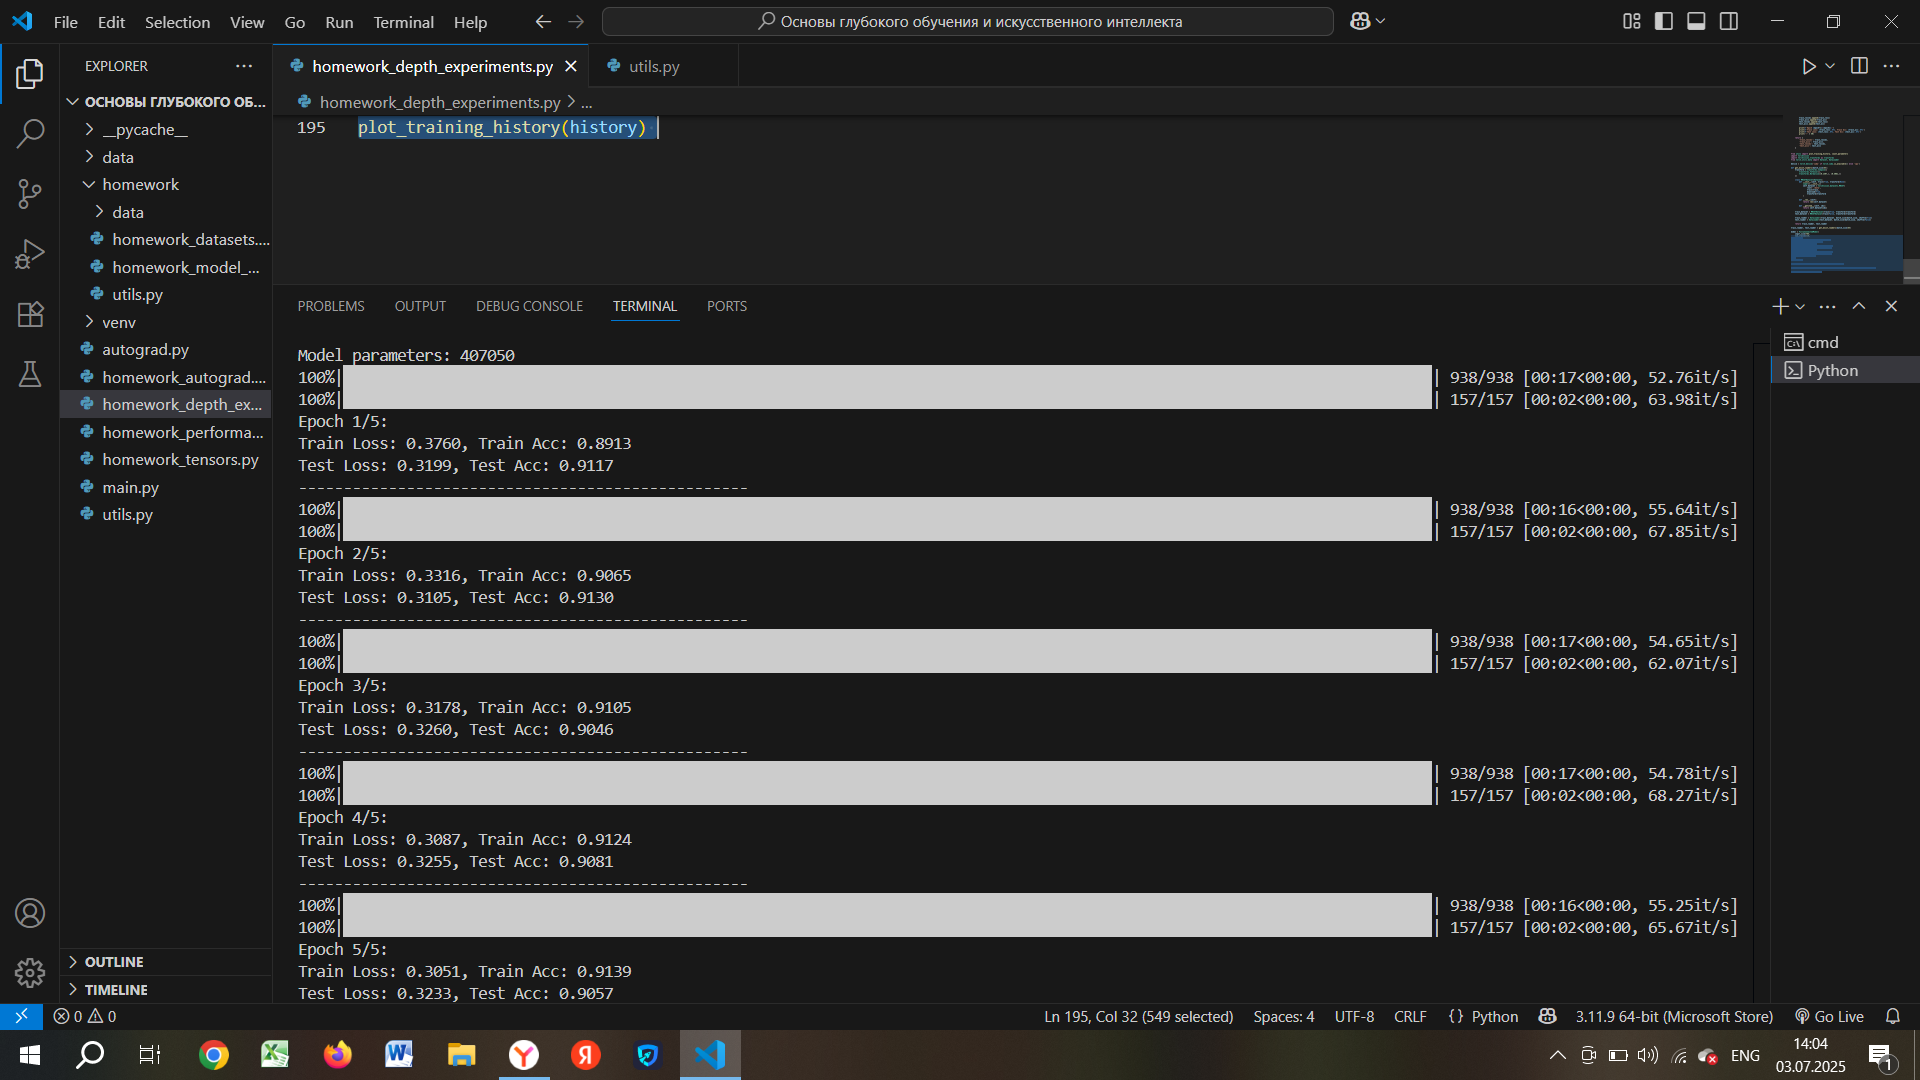 File Edit Selection View Go Run Terminal Help
Основы глубокого обучения и искусственного интеллекта
EXPLORER
ОСНОВЫ ГЛУБОКОГО ОБ...
__pycache__
data
homework
data
homework_datasets....
homework_model_...
utils.py
venv
autograd.py
homework_autograd....
homework_depth_ex...
homework_performa...
homework_tensors.py
main.py
utils.py
OUTLINE
TIMELINE
homework_depth_experiments.py
utils.py
homework_depth_experiments.py > ...
195 plot_training_history(history)
PROBLEMS OUTPUT DEBUG CONSOLE TERMINAL PORTS
cmd
Python
Model parameters: 407050
100%| | 938/938 [00:17<00:00, 52.76it/s]
100%| | 157/157 [00:02<00:00, 63.98it/s]
Epoch 1/5:
Train Loss: 0.3760, Train Acc: 0.8913
Test Loss: 0.3199, Test Acc: 0.9117
--------------------------------------------------
100%| | 938/938 [00:16<00:00, 55.64it/s]
100%| | 157/157 [00:02<00:00, 67.85it/s]
Epoch 2/5:
Train Loss: 0.3316, Train Acc: 0.9065
Test Loss: 0.3105, Test Acc: 0.9130
--------------------------------------------------
100%| | 938/938 [00:17<00:00, 54.65it/s]
100%| | 157/157 [00:02<00:00, 62.07it/s]
Epoch 3/5:
Train Loss: 0.3178, Train Acc: 0.9105
Test Loss: 0.3260, Test Acc: 0.9046
--------------------------------------------------
100%| | 938/938 [00:17<00:00, 54.78it/s]
100%| | 157/157 [00:02<00:00, 68.27it/s]
Epoch 4/5:
Train Loss: 0.3087, Train Acc: 0.9124
Test Loss: 0.3255, Test Acc: 0.9081
--------------------------------------------------
100%| | 938/938 [00:16<00:00, 55.25it/s]
100%| | 157/157 [00:02<00:00, 65.67it/s]
Epoch 5/5:
Train Loss: 0.3051, Train Acc: 0.9139
Test Loss: 0.3233, Test Acc: 0.9057
0 0 Ln 195, Col 32 (549 selected) Spaces: 4 UTF-8 CRLF {} Python 3.11.9 64-bit (Microsoft Store) Go Live
ENG
14:04
03.07.2025
1